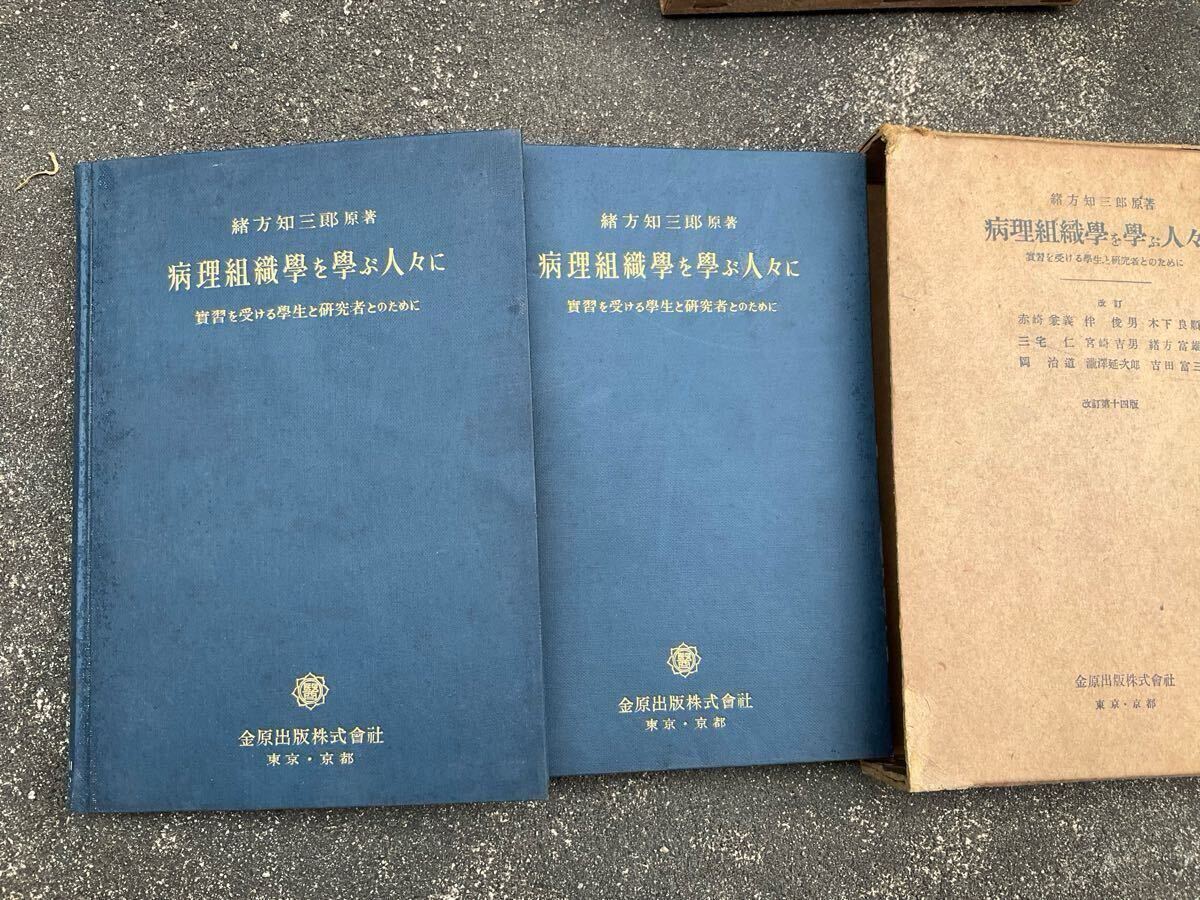 緒方知三郎原著
病理組織學を學ぶ人々に
實習を受ける學生と硏究者とのために
醫
金原出版株式會社
東京・京都
緒方知三郎原著
病理組織學を學ぶ人々に
實習を受ける學生と硏究者とのために
醫
金原出版株式會社
東京・京都
緒方知三郎原著
病理組織學を學ぶ人々に
實習を受ける學生と硏究者とのために
改訂
赤崎兼義 伴俊男 木下良順
三宅仁 宮崎吉男 緒方富雄
岡治道 瀧澤延次郎 吉田富三
改訂第十四版
金原出版株式會社
東京・京都